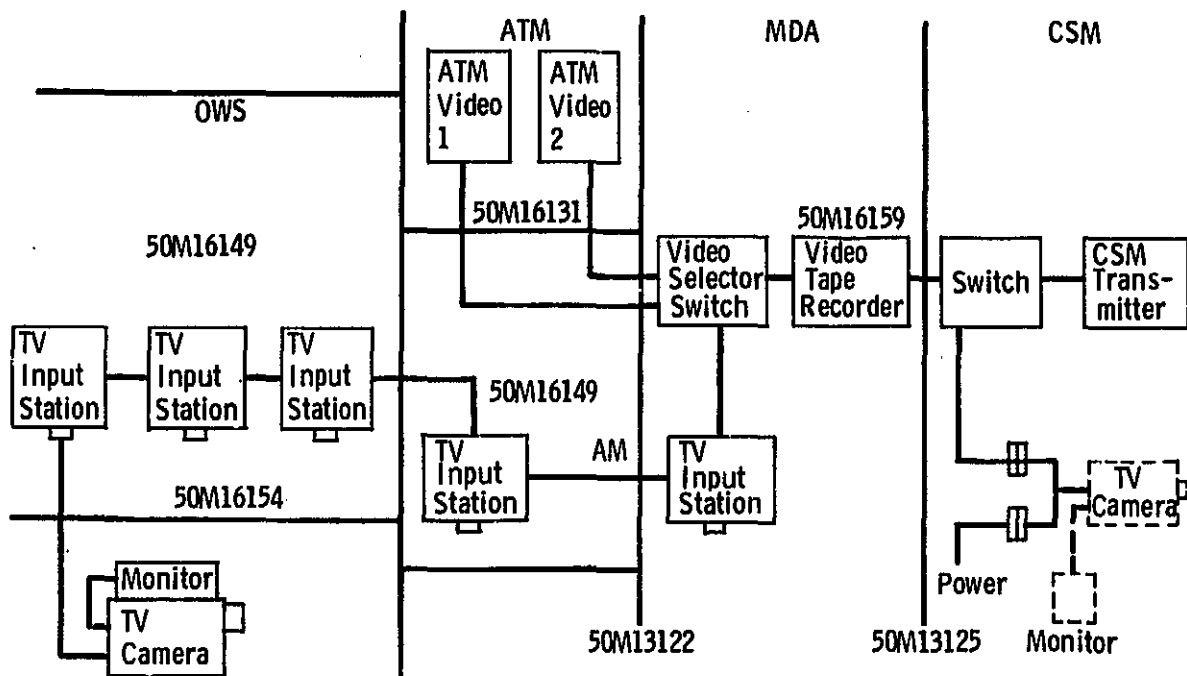 ATM
MDA
CSM
OWS
ATM
Video
1
ATM
Video
2
50M16131
50M16149
50M16159
Video
Selector
Switch
Video
Tape
Recorder
Switch
CSM
Trans-
mitter
TV
Input
Station
TV
Input
Station
TV
Input
Station
50M16149
TV
Input
Station
AM
TV
Input
Station
TV
Camera
50M16154
Power
Monitor
Monitor
TV
Camera
50M13122
50M13125